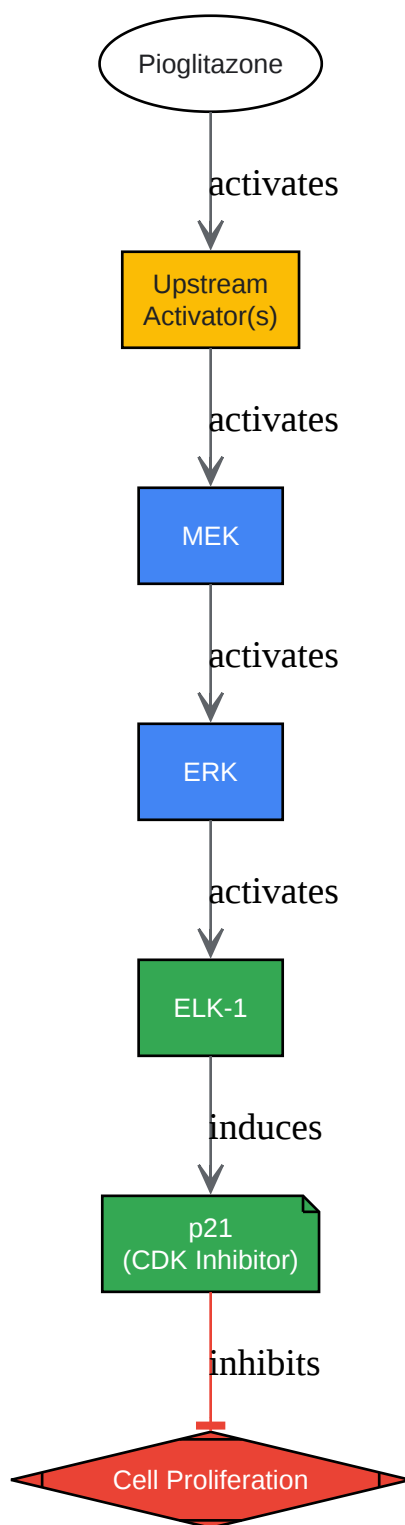 Pioglitazone
activates
Upstream
Activator(s)
activates
MEK
activates
ERK
activates
ELK-1
induces
p21
(CDK Inhibitor)
inhibits
Cell Proliferation